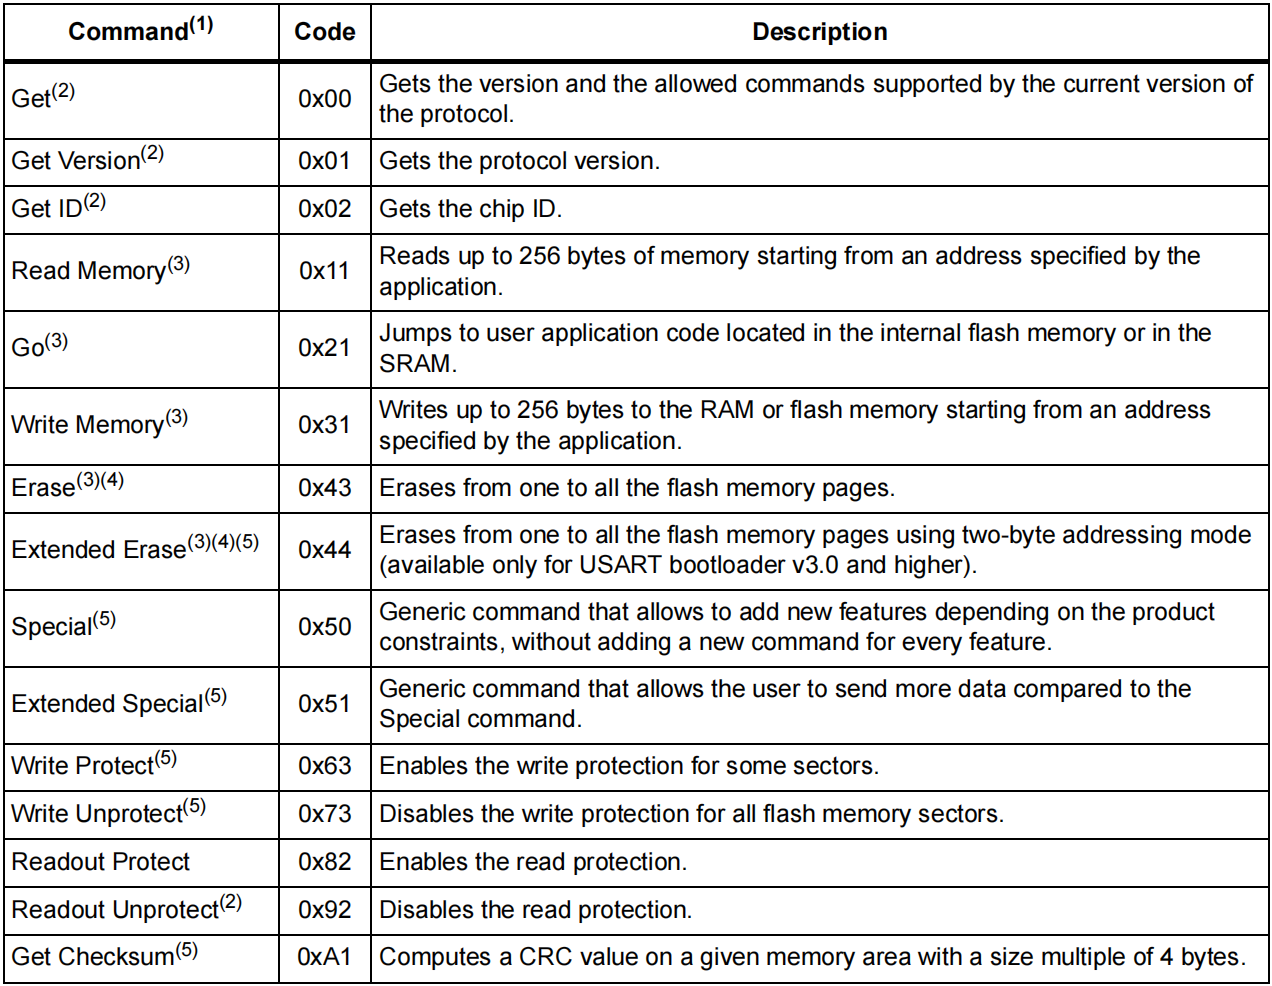 Command(1) Code Description
Get(2) 0x00 Gets the version and the allowed commands supported by the current version of
the protocol.
Get Version(2) 0x01 Gets the protocol version.
Get ID(2) 0x02 Gets the chip ID.
Read Memory(3) 0x11 Reads up to 256 bytes of memory starting from an address specified by the
application.
Go(3) 0x21 Jumps to user application code located in the internal flash memory or in the
SRAM.
Write Memory(3) 0x31 Writes up to 256 bytes to the RAM or flash memory starting from an address
specified by the application.
Erase(3)(4) 0x43 Erases from one to all the flash memory pages.
Extended Erase(3)(4)(5) 0x44 Erases from one to all the flash memory pages using two-byte addressing mode
(available only for USART bootloader v3.0 and higher).
Special(5) 0x50 Generic command that allows to add new features depending on the product
constraints, without adding a new command for every feature.
Extended Special(5) 0x51 Generic command that allows the user to send more data compared to the
Special command.
Write Protect(5) 0x63 Enables the write protection for some sectors.
Write Unprotect(5) 0x73 Disables the write protection for all flash memory sectors.
Readout Protect 0x82 Enables the read protection.
Readout Unprotect(2) 0x92 Disables the read protection.
Get Checksum(5) 0xA1 Computes a CRC value on a given memory area with a size multiple of 4 bytes.